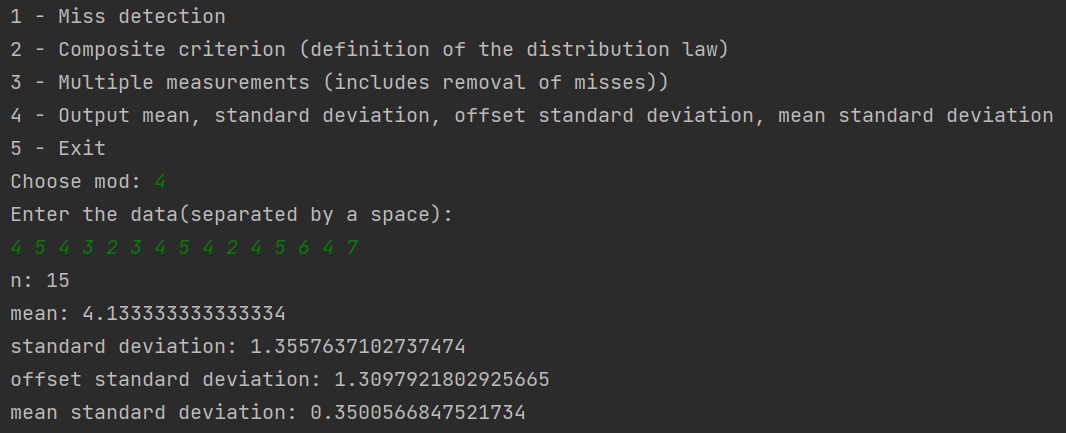 1 - Miss detection
2 - Composite criterion (definition of the distribution law)
3 - Multiple measurements (includes removal of misses))
4 - Output mean, standard deviation, offset standard deviation, mean standard deviation
5 - Exit
Choose mod: 4
Enter the data(separated by a space):
4 5 4 3 2 3 4 5 4 2 4 5 6 4 7
n: 15
mean: 4.133333333333334
standard deviation: 1.3557637102737474
offset standard deviation: 1.3097921802925665
mean standard deviation: 0.3500566847521734